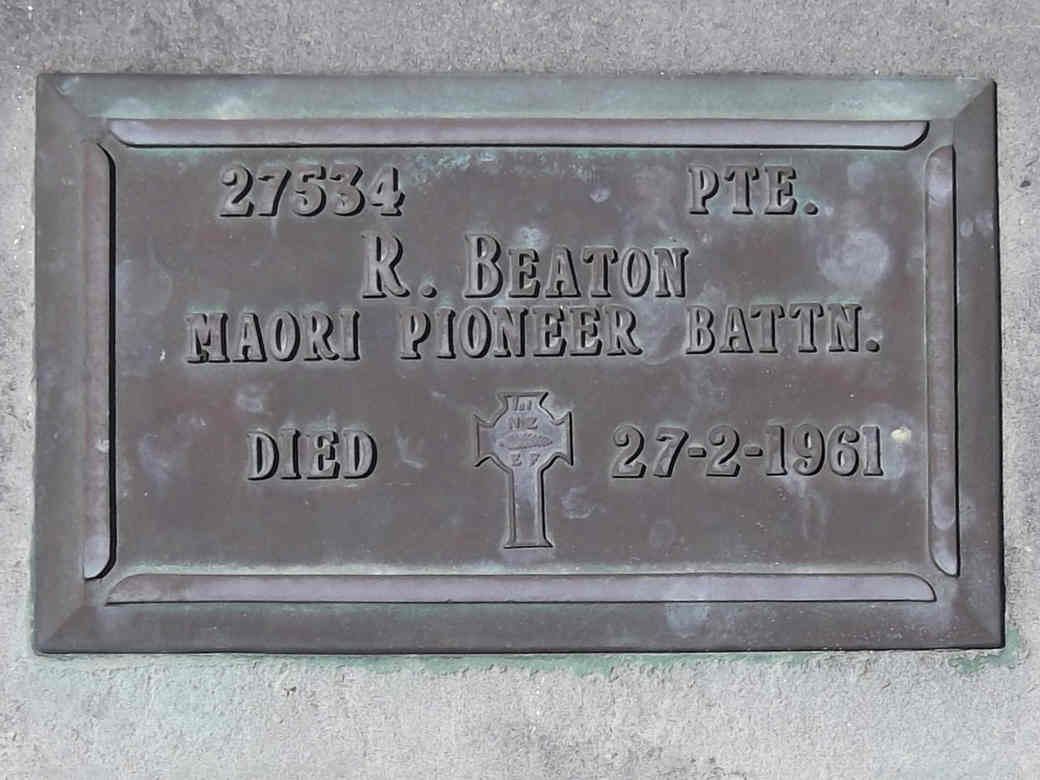 27534 PTE.
R. BEATON
MAORI PIONEER BATTN.
N.Z
E F
DIED 27-2-1961